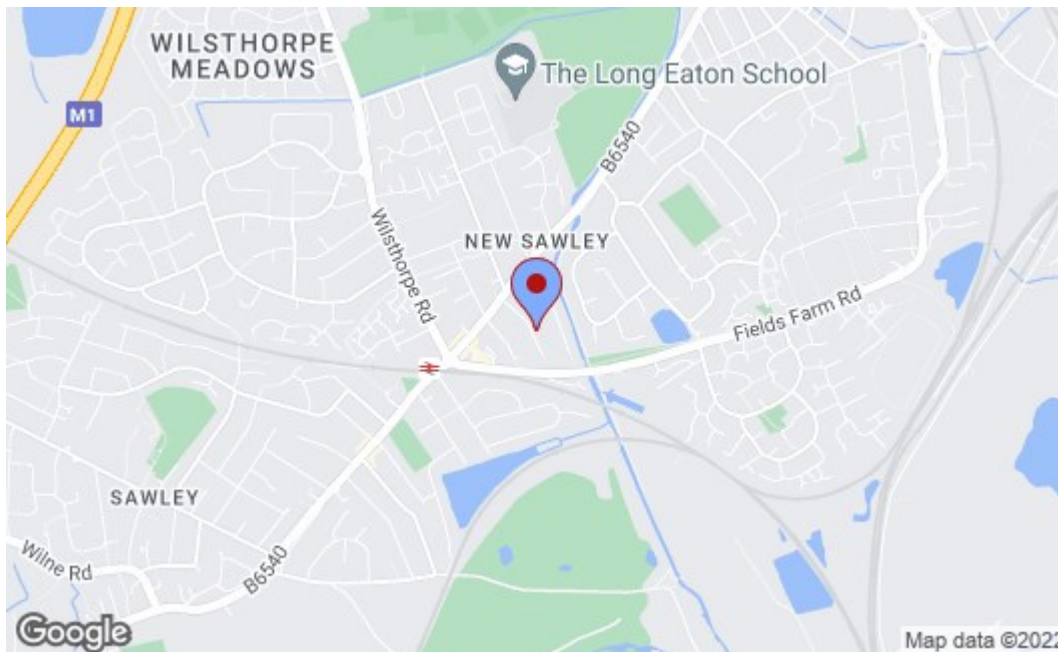 WILSTHORPE
MEADOWS
The Long Eaton School
M1
B6540
Wilsthorpe Rd
NEW SAWLEY
Fields Farm Rd
SAWLEY
Wilne Rd
B6540
Google
Map data ©2022